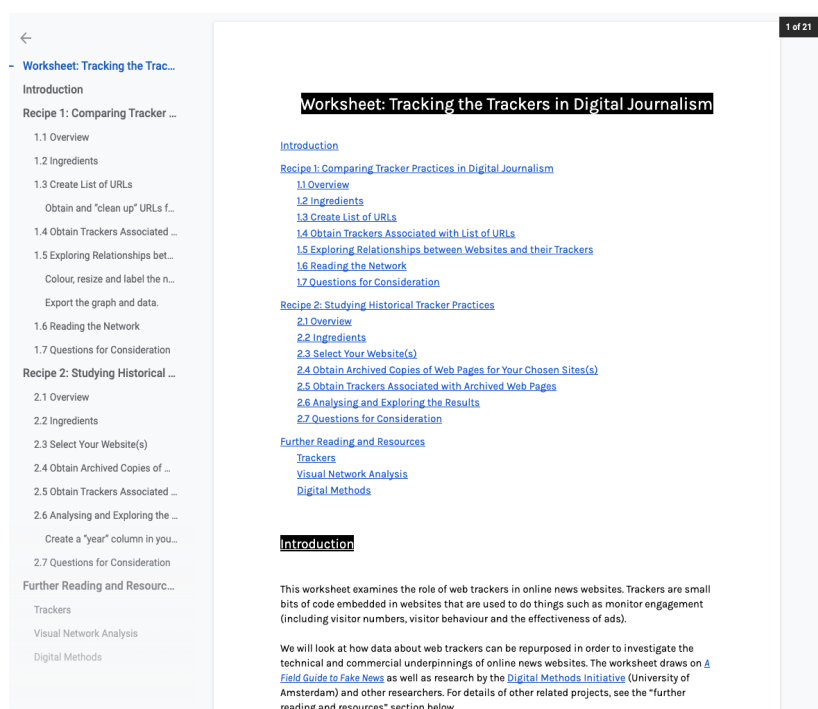 1 of 21
Worksheet: Tracking the Trac...
Introduction
Recipe 1: Comparing Tracker ...
1.1 Overview
1.2 Ingredients
1.3 Create List of URLs
Obtain and "clean up" URLs f...
1.4 Obtain Trackers Associated ...
1.5 Exploring Relationships bet...
Colour, resize and label the n...
Export the graph and data.
1.6 Reading the Network
1.7 Questions for Consideration
Recipe 2: Studying Historical ...
2.1 Overview
2.2 Ingredients
2.3 Select Your Website(s)
2.4 Obtain Archived Copies of ...
2.5 Obtain Trackers Associated ...
2.6 Analysing and Exploring the ...
Create a "year" column in you...
2.7 Questions for Consideration
Further Reading and Resourc...
Trackers
Visual Network Analysis
Digital Methods
Worksheet: Tracking the Trackers in Digital Journalism
Introduction
Recipe 1: Comparing Tracker Practices in Digital Journalism
1.1 Overview
1.2 Ingredients
1.3 Create List of URLs
1.4 Obtain Trackers Associated with List of URLs
1.5 Exploring Relationships between Websites and their Trackers
1.6 Reading the Network
1.7 Questions for Consideration
Recipe 2: Studying Historical Tracker Practices
2.1 Overview
2.2 Ingredients
2.3 Select Your Website(s)
2.4 Obtain Archived Copies of Web Pages for Your Chosen Sites(s)
2.5 Obtain Trackers Associated with Archived Web Pages
2.6 Analysing and Exploring the Results
2.7 Questions for Consideration
Further Reading and Resources
Trackers
Visual Network Analysis
Digital Methods
Introduction
This worksheet examines the role of web trackers in online news websites. Trackers are small
bits of code embedded in websites that are used to do things such as monitor engagement
(including visitor numbers, visitor behaviour and the effectiveness of ads).
We will look at how data about web trackers can be repurposed in order to investigate the
technical and commercial underpinnings of online news websites. The worksheet draws on A
Field Guide to Fake News as well as research by the Digital Methods Initiative (University of
Amsterdam) and other researchers. For details of other related projects, see the "further
reading and resources" section below.